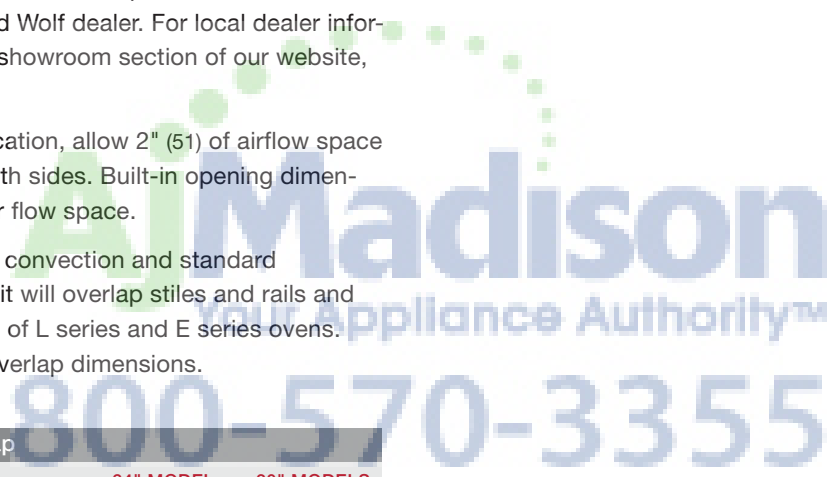 d Wolf dealer. For local dealer infor-
showroom section of our website,
cation, allow 2" (51) of airflow space
th sides. Built-in opening dimen-
r flow space.
convection and standard
it will overlap stiles and rails and
of L series and E series ovens.
verlap dimensions.
AjMadison
Your Appliance Authority™
800-570-3355
p